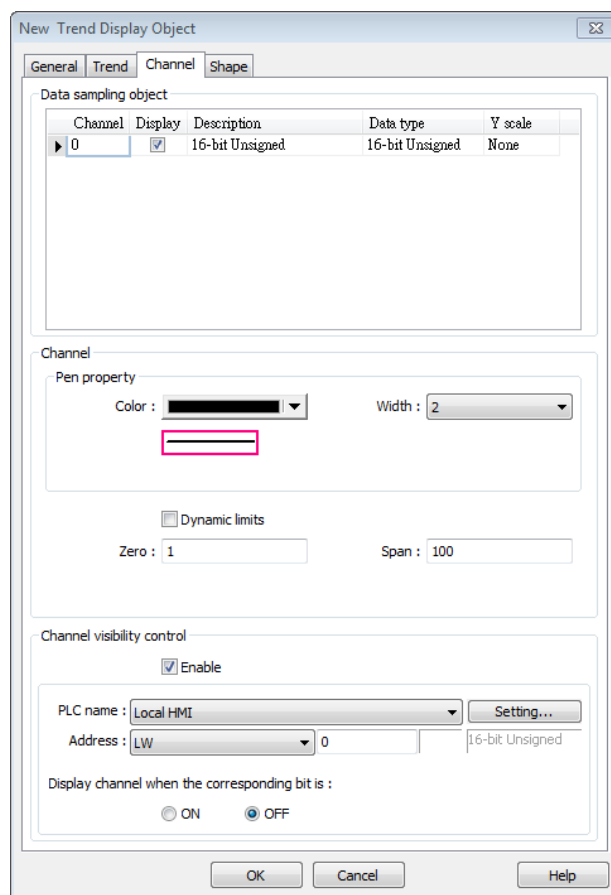 New Trend Display Object
General Trend Channel Shape
Data sampling object
Channel Display Description Data type Y scale
0 16-bit Unsigned 16-bit Unsigned None
Channel
Pen property
Color : Width : 2
Dynamic limits
Zero : 1 Span : 100
Channel visibility control
Enable
PLC name : Local HMI Setting...
Address : LW 0 16-bit Unsigned
Display channel when the corresponding bit is :
ON OFF
OK Cancel Help